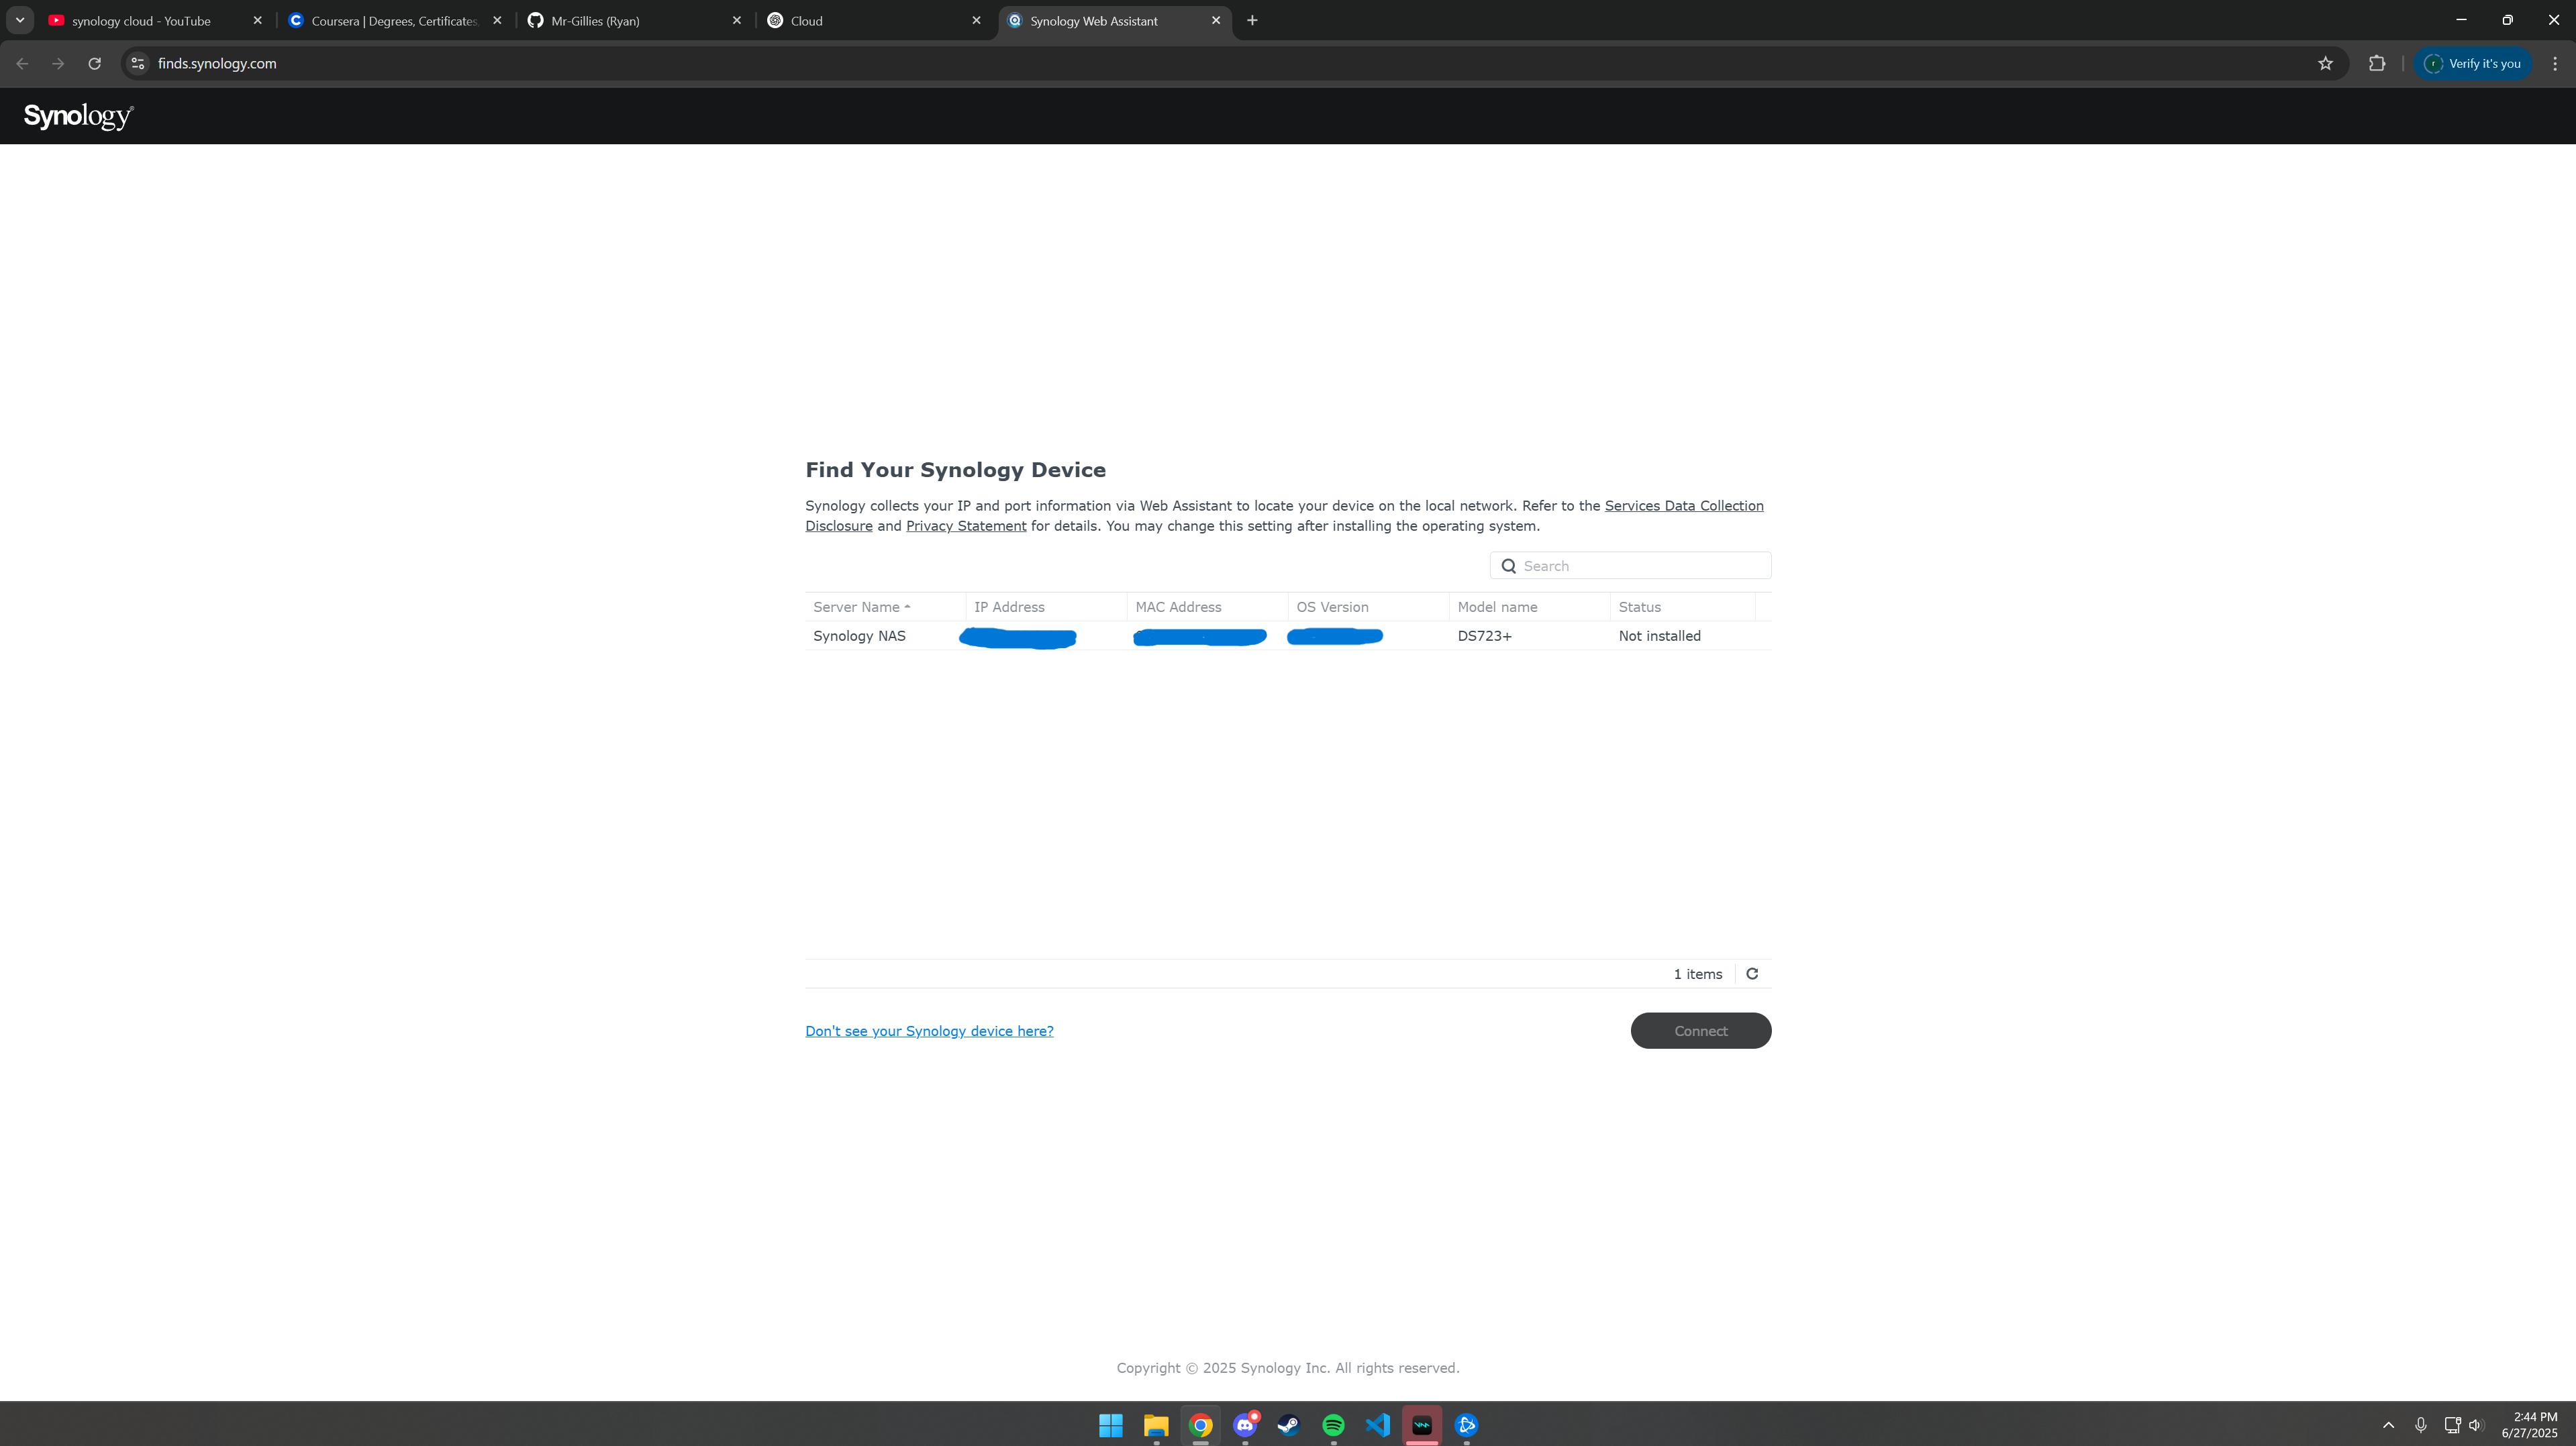 synology cloud - YouTube
Coursera | Degrees, Certificates,
Mr-Gillies (Ryan)
Cloud
Synology Web Assistant
finds.synology.com
Verify it's you
Synology
Find Your Synology Device
Synology collects your IP and port information via Web Assistant to locate your device on the local network. Refer to the Services Data Collection
Disclosure and Privacy Statement for details. You may change this setting after installing the operating system.
Search
Server Name IP Address MAC Address OS Version Model name Status
Synology NAS DS723+ Not installed
1 items
Don't see your Synology device here?
Connect
Copyright © 2025 Synology Inc. All rights reserved.
2:44 PM
6/27/2025